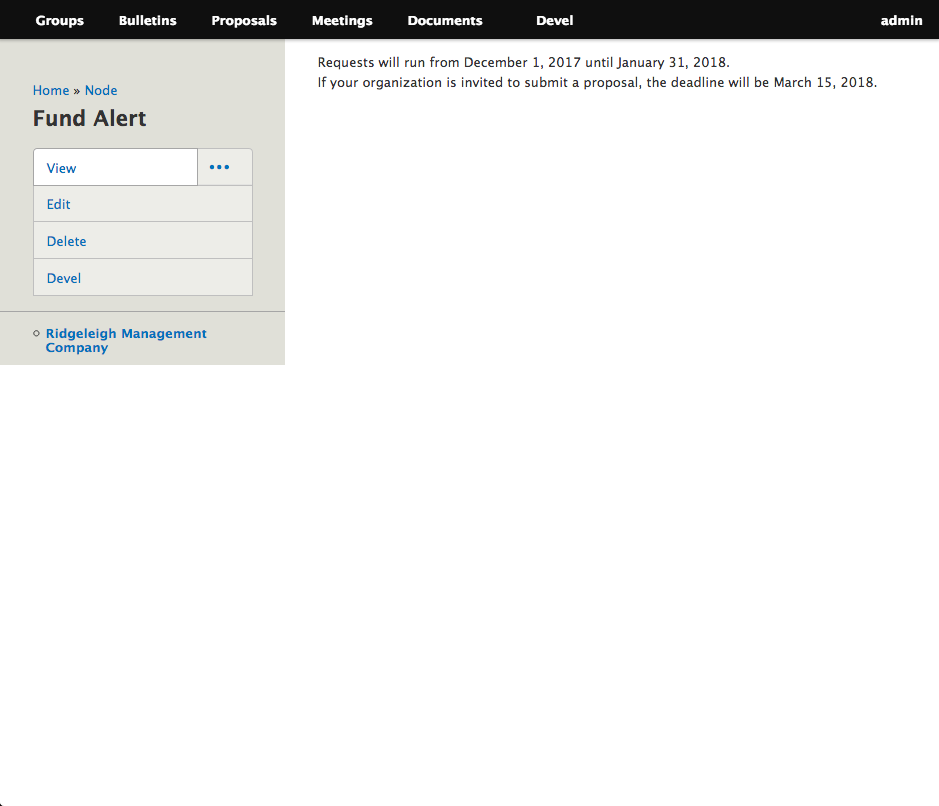 Groups Bulletins Proposals Meetings Documents Devel admin
Home » Node
Fund Alert
View •••
Edit
Delete
Devel
Ridgeleigh Management
Company
Requests will run from December 1, 2017 until January 31, 2018.
If your organization is invited to submit a proposal, the deadline will be March 15, 2018.